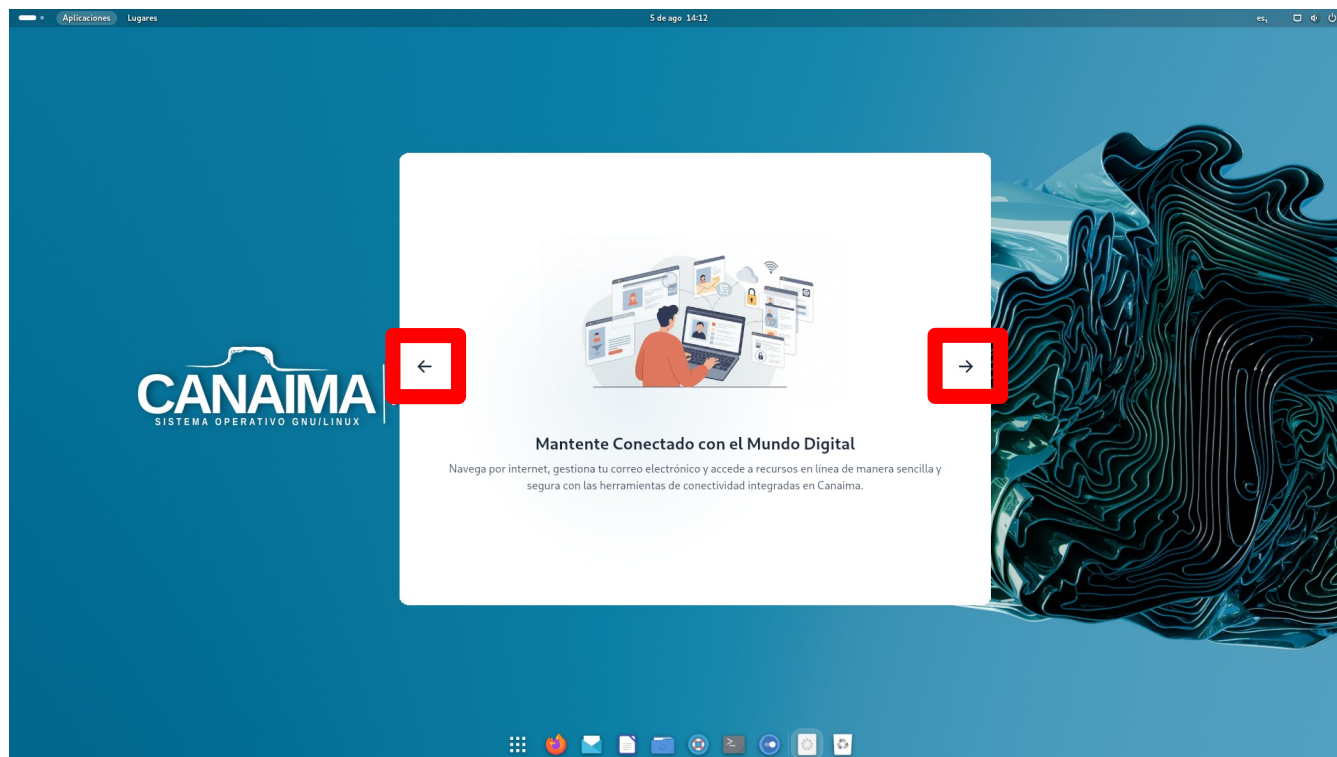 Aplicaciones Lugares 5 de ago 14:12 es₁
CANAIMA
SISTEMA OPERATIVO GNU/LINUX
Mantente Conectado con el Mundo Digital
Navega por internet, gestiona tu correo electrónico y accede a recursos en línea de manera sencilla y
segura con las herramientas de conectividad integradas en Canaima.